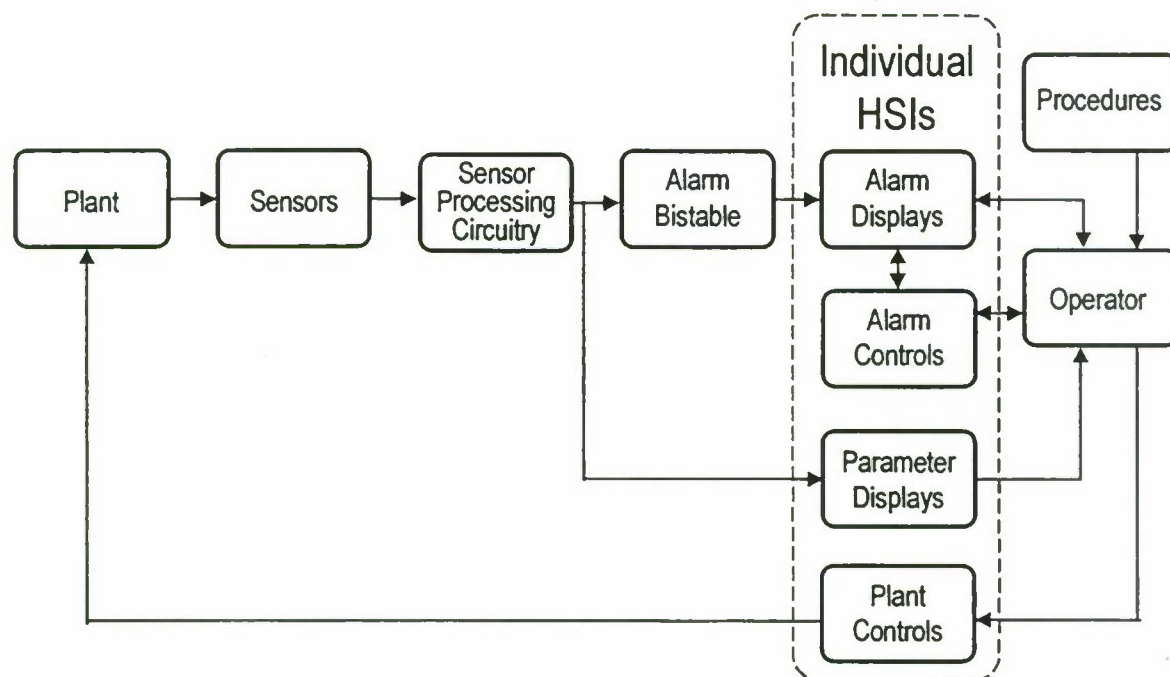 Individual
HSIs
Procedures
Plant
Sensors
Sensor
Processing
Circuitry
Alarm
Bistable
Alarm
Displays
Operator
Alarm
Controls
Parameter
Displays
Plant
Controls